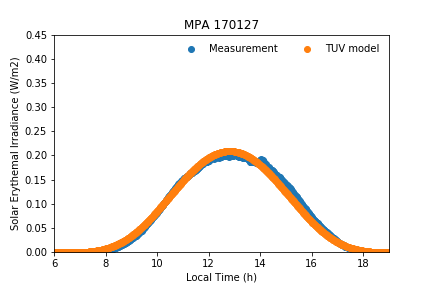 MPA 170127
Measurement
TUV model
Solar Erythemal Irradiance (W/m2)
0.45
0.40
0.35
0.30
0.25
0.20
0.15
0.10
0.05
0.00
6 8 10 12 14 16 18
Local Time (h)